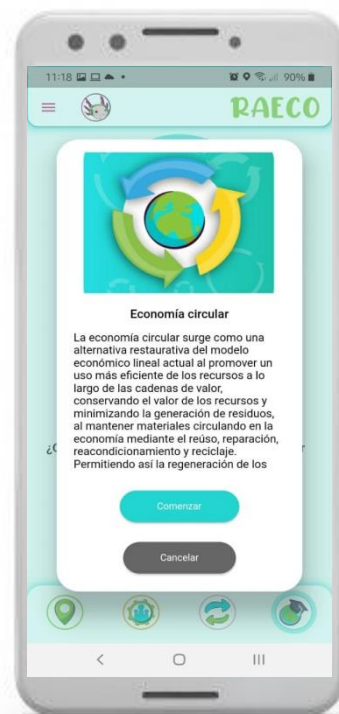 11:18
90%
RAECO
Economía circular
La economía circular surge como una
alternativa restaurativa del modelo
económico lineal actual al promover un
uso más eficiente de los recursos a lo
largo de las cadenas de valor,
conservando el valor de los recursos y
minimizando la generación de residuos,
al mantener materiales circulando en la
economía mediante el reúso, reparación,
reacondicionamiento y reciclaje.
Permitiendo así la regeneración de los
Comenzar
Cancelar